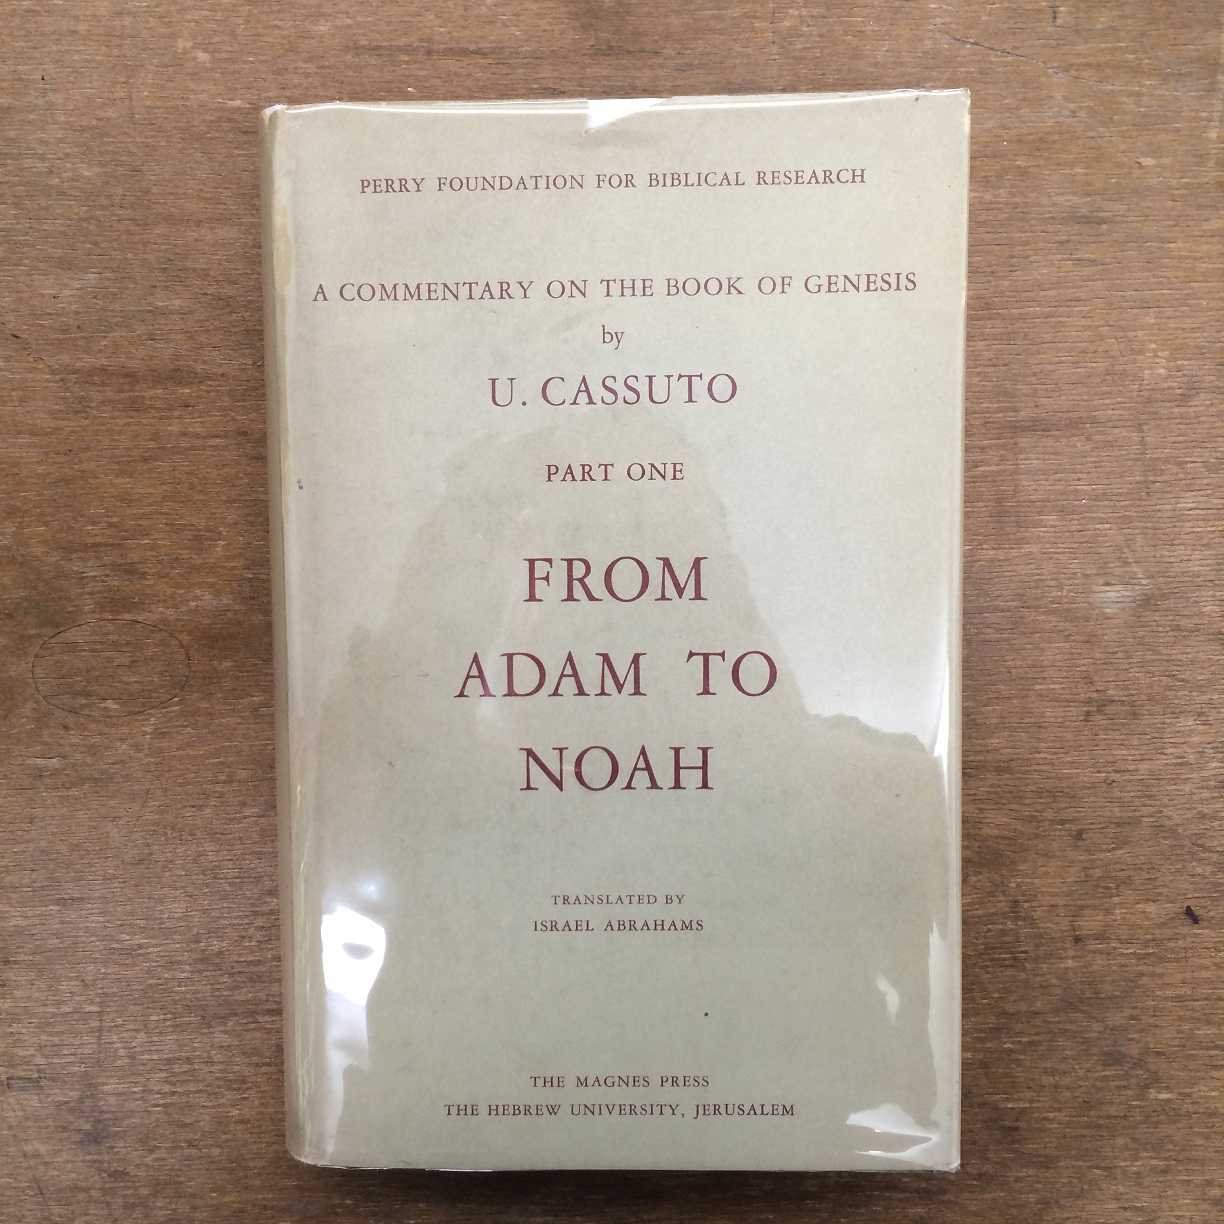 PERRY FOUNDATION FOR BIBLICAL RESEARCH
A COMMENTARY ON THE BOOK OF GENESIS
by
U. CASSUTO
PART ONE
FROM
ADAM TO
NOAH
TRANSLATED BY
ISRAEL ABRAHAMS
THE MAGNES PRESS
THE HEBREW UNIVERSITY, JERUSALEM